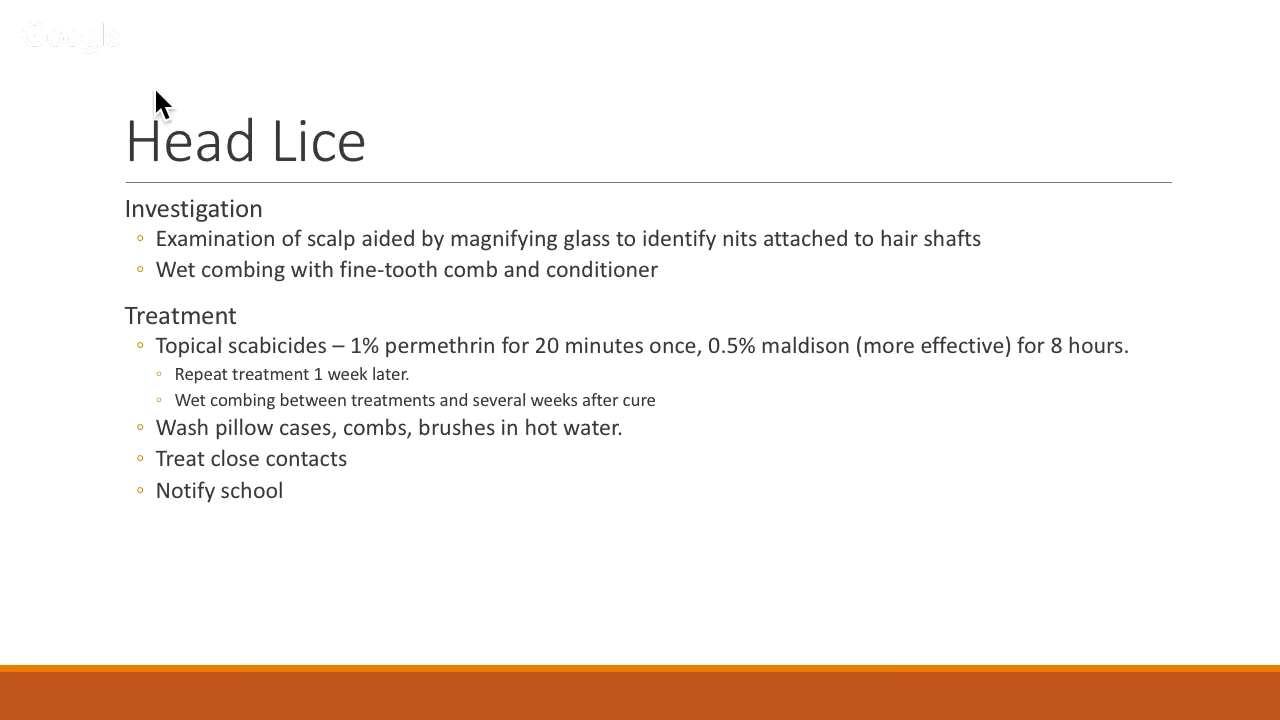 Google
Head Lice
Investigation
◦ Examination of scalp aided by magnifying glass to identify nits attached to hair shafts
◦ Wet combing with fine-tooth comb and conditioner
Treatment
◦ Topical scabicides – 1% permethrin for 20 minutes once, 0.5% maldison (more effective) for 8 hours.
◦ Repeat treatment 1 week later.
◦ Wet combing between treatments and several weeks after cure
◦ Wash pillow cases, combs, brushes in hot water.
◦ Treat close contacts
◦ Notify school